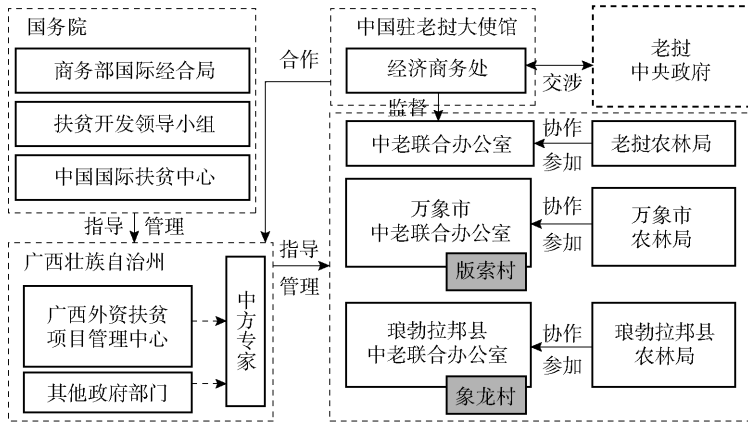 国务院
商务部国际经合局
扶贫开发领导小组
中国国际扶贫中心
指导 管理
广西壮族自治州
广西外资扶贫
项目管理中心
其他政府部门
中方专家
合作
指导
管理
中国驻老挝大使馆
经济商务处
交涉
老挝
中央政府
监督
中老联合办公室
协作
参加
老挝农林局
万象市
中老联合办公室
版索村
协作
参加
万象市
农林局
琅勃拉邦县
中老联合办公室
象龙村
协作
参加
琅勃拉邦县
农林局